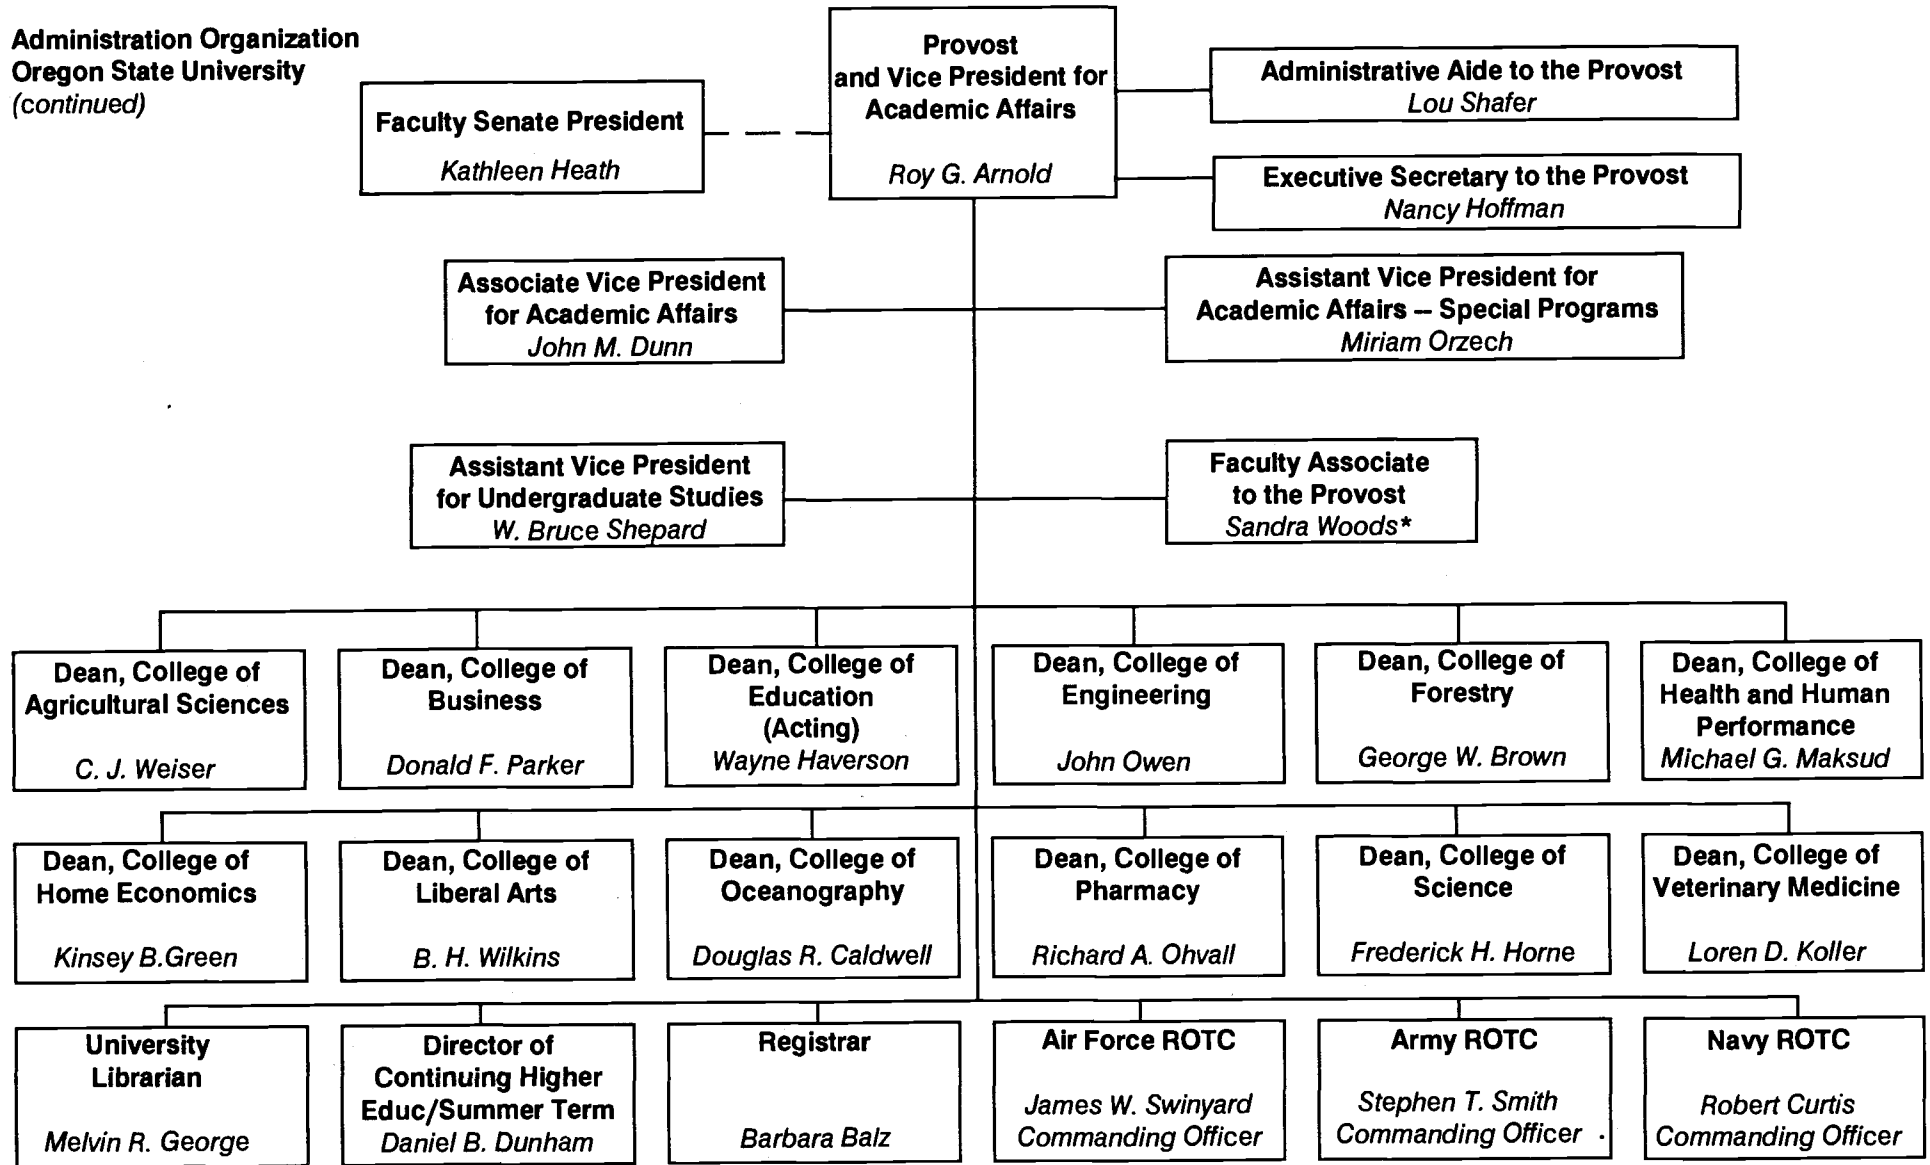 Administration Organization
Oregon State University
(continued)
Provost
and Vice President for
Academic Affairs
Roy G. Arnold
Faculty Senate President
Kathleen Heath
Administrative Aide to the Provost
Lou Shafer
Executive Secretary to the Provost
Nancy Hoffman
Associate Vice President
for Academic Affairs
John M. Dunn
Assistant Vice President for
Academic Affairs – Special Programs
Miriam Orzech
Assistant Vice President
for Undergraduate Studies
W. Bruce Shepard
Faculty Associate
to the Provost
Sandra Woods*
Dean, College of
Agricultural Sciences
C. J. Weiser
Dean, College of
Business
Donald F. Parker
Dean, College of
Education
(Acting)
Wayne Haverson
Dean, College of
Engineering
John Owen
Dean, College of
Forestry
George W. Brown
Dean, College of
Health and Human
Performance
Michael G. Maksud
Dean, College of
Home Economics
Kinsey B.Green
Dean, College of
Liberal Arts
B. H. Wilkins
Dean, College of
Oceanography
Douglas R. Caldwell
Dean, College of
Pharmacy
Richard A. Ohvall
Dean, College of
Science
Frederick H. Horne
Dean, College of
Veterinary Medicine
Loren D. Koller
University
Librarian
Melvin R. George
Director of
Continuing Higher
Educ/Summer Term
Daniel B. Dunham
Registrar
Barbara Balz
Air Force ROTC
James W. Swinyard
Commanding Officer
Army ROTC
Stephen T. Smith
Commanding Officer
Navy ROTC
Robert Curtis
Commanding Officer